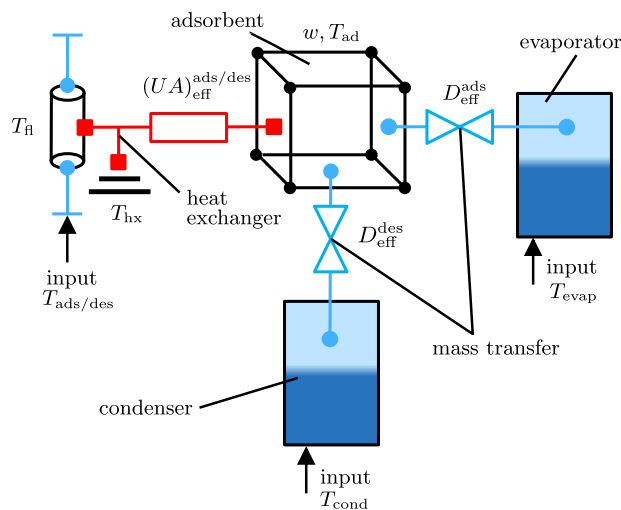 adsorbent
w, T_ad
evaporator
(UA)_eff^ads/des
D_eff^ads
T_fl
T_hx
heat
exchanger
D_eff^des
input
T_ads/des
input
T_evap
mass transfer
condenser
input
T_cond